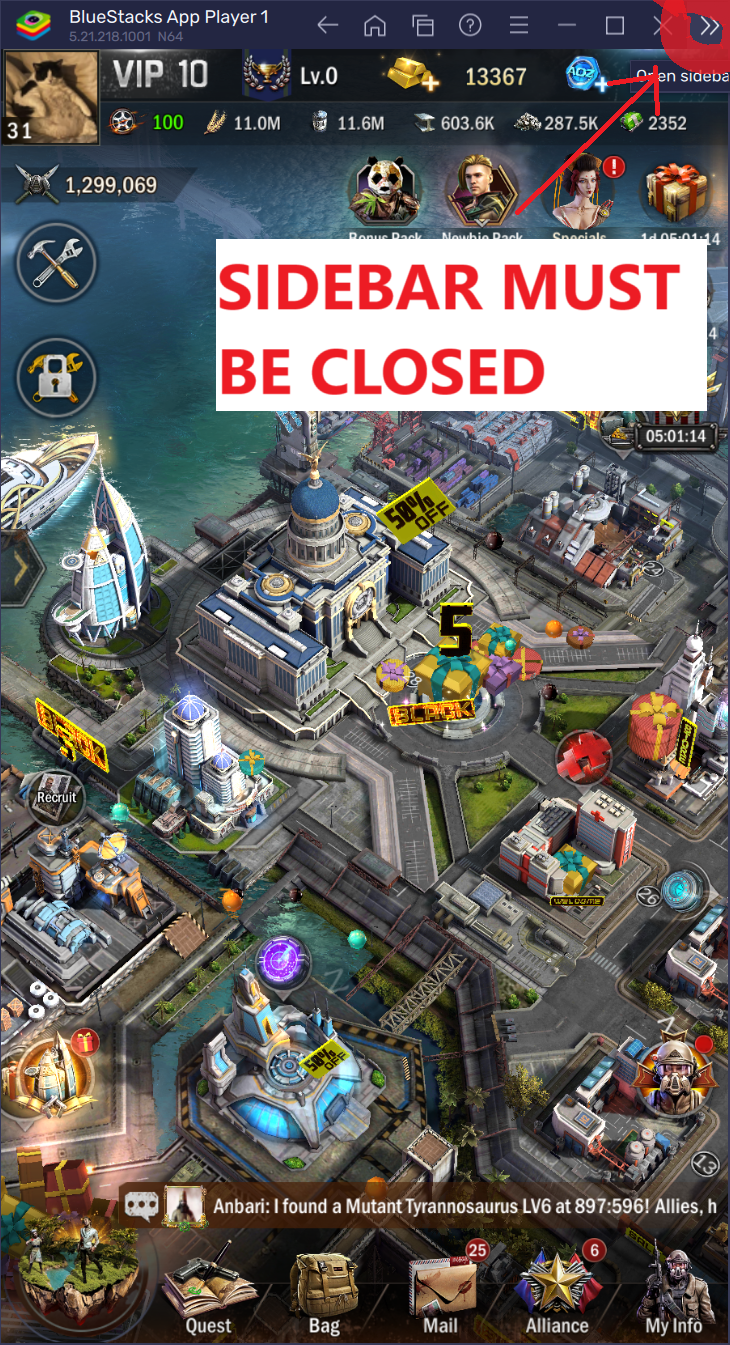 BlueStacks App Player 1
5.21.218.1001 N64
VIP 10
Lv.0
13367
AOZ
Open sideba
31
100
11.0M
11.6M
603.6K
287.5K
2352
1,299,069
Bonus Pack
Newbie Pack
Specials
1d 05:01:14
SIDEBAR MUST
BE CLOSED
05:01:14
50%
OFF
5
BLACK
Recruit
WELCOME
26
50%
OFF
13
Anbari: I found a Mutant Tyrannosaurus LV6 at 897:596! Allies, h
25
6
Quest
Bag
Mail
Alliance
My Info